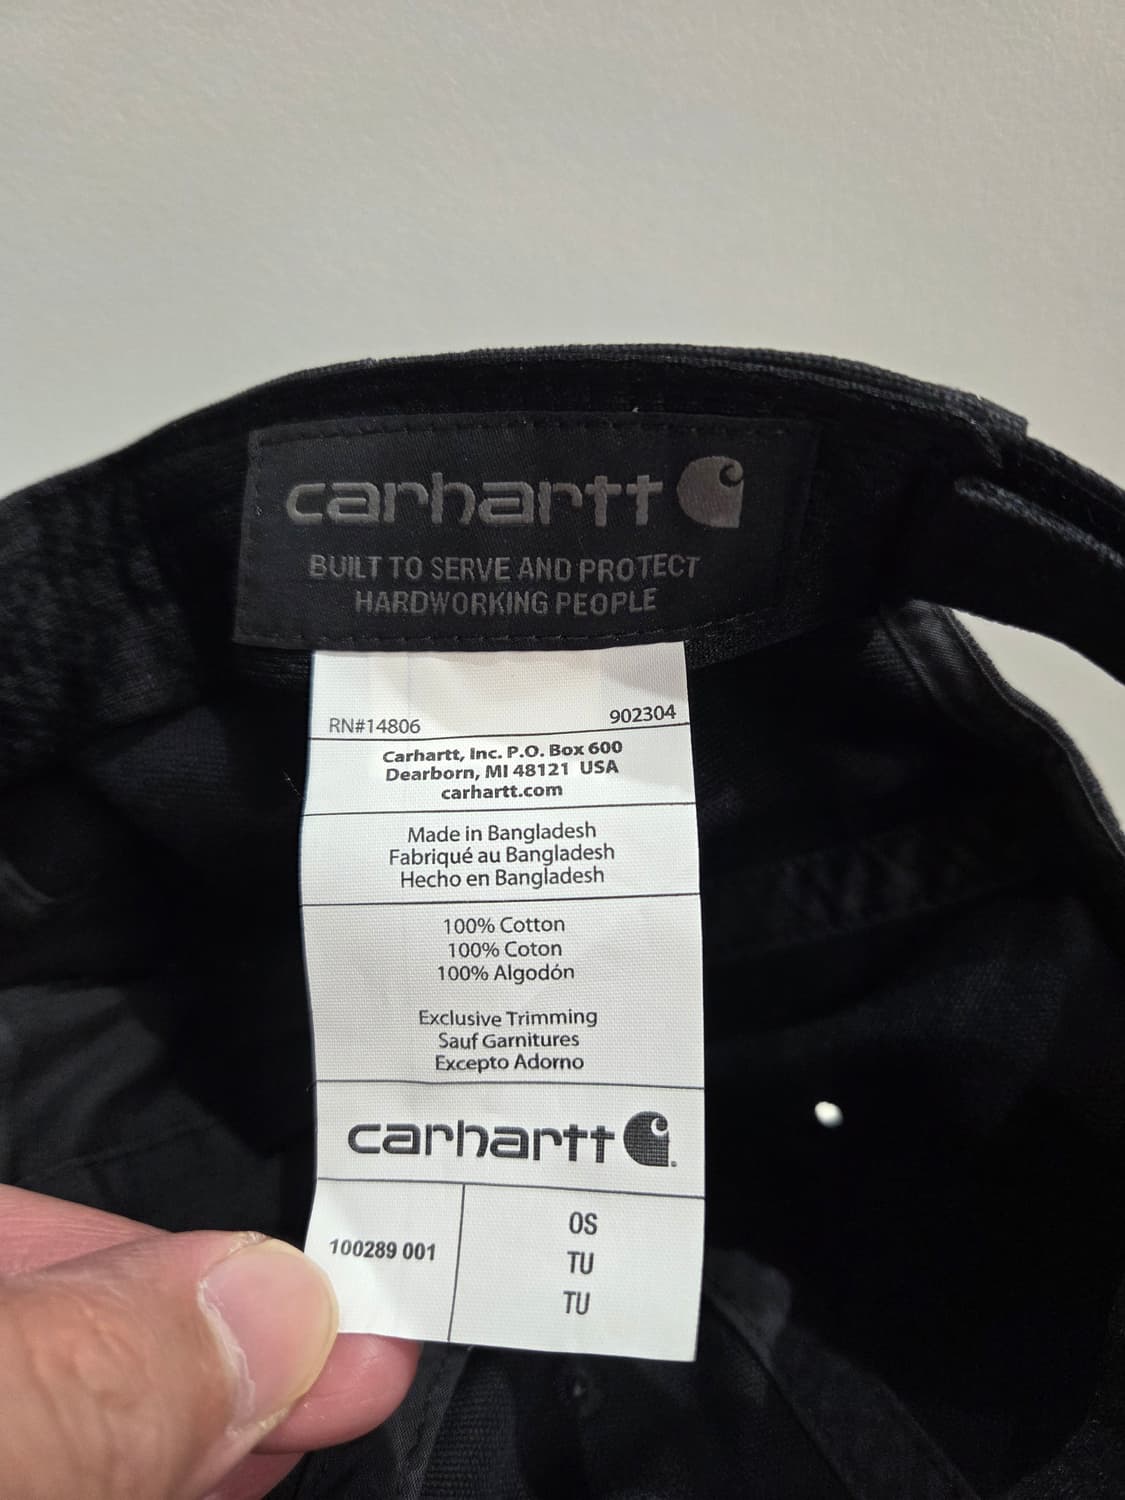 carhartt
BUILT TO SERVE AND PROTECT
HARDWORKING PEOPLE
RN#14806 902304
Carhartt, Inc. P.O. Box 600
Dearborn, MI 48121 USA
carhartt.com
Made in Bangladesh
Fabriqué au Bangladesh
Hecho en Bangladesh
100% Cotton
100% Coton
100% Algodón
Exclusive Trimming
Sauf Garnitures
Excepto Adorno
carhartt
100289 001
OS
TU
TU